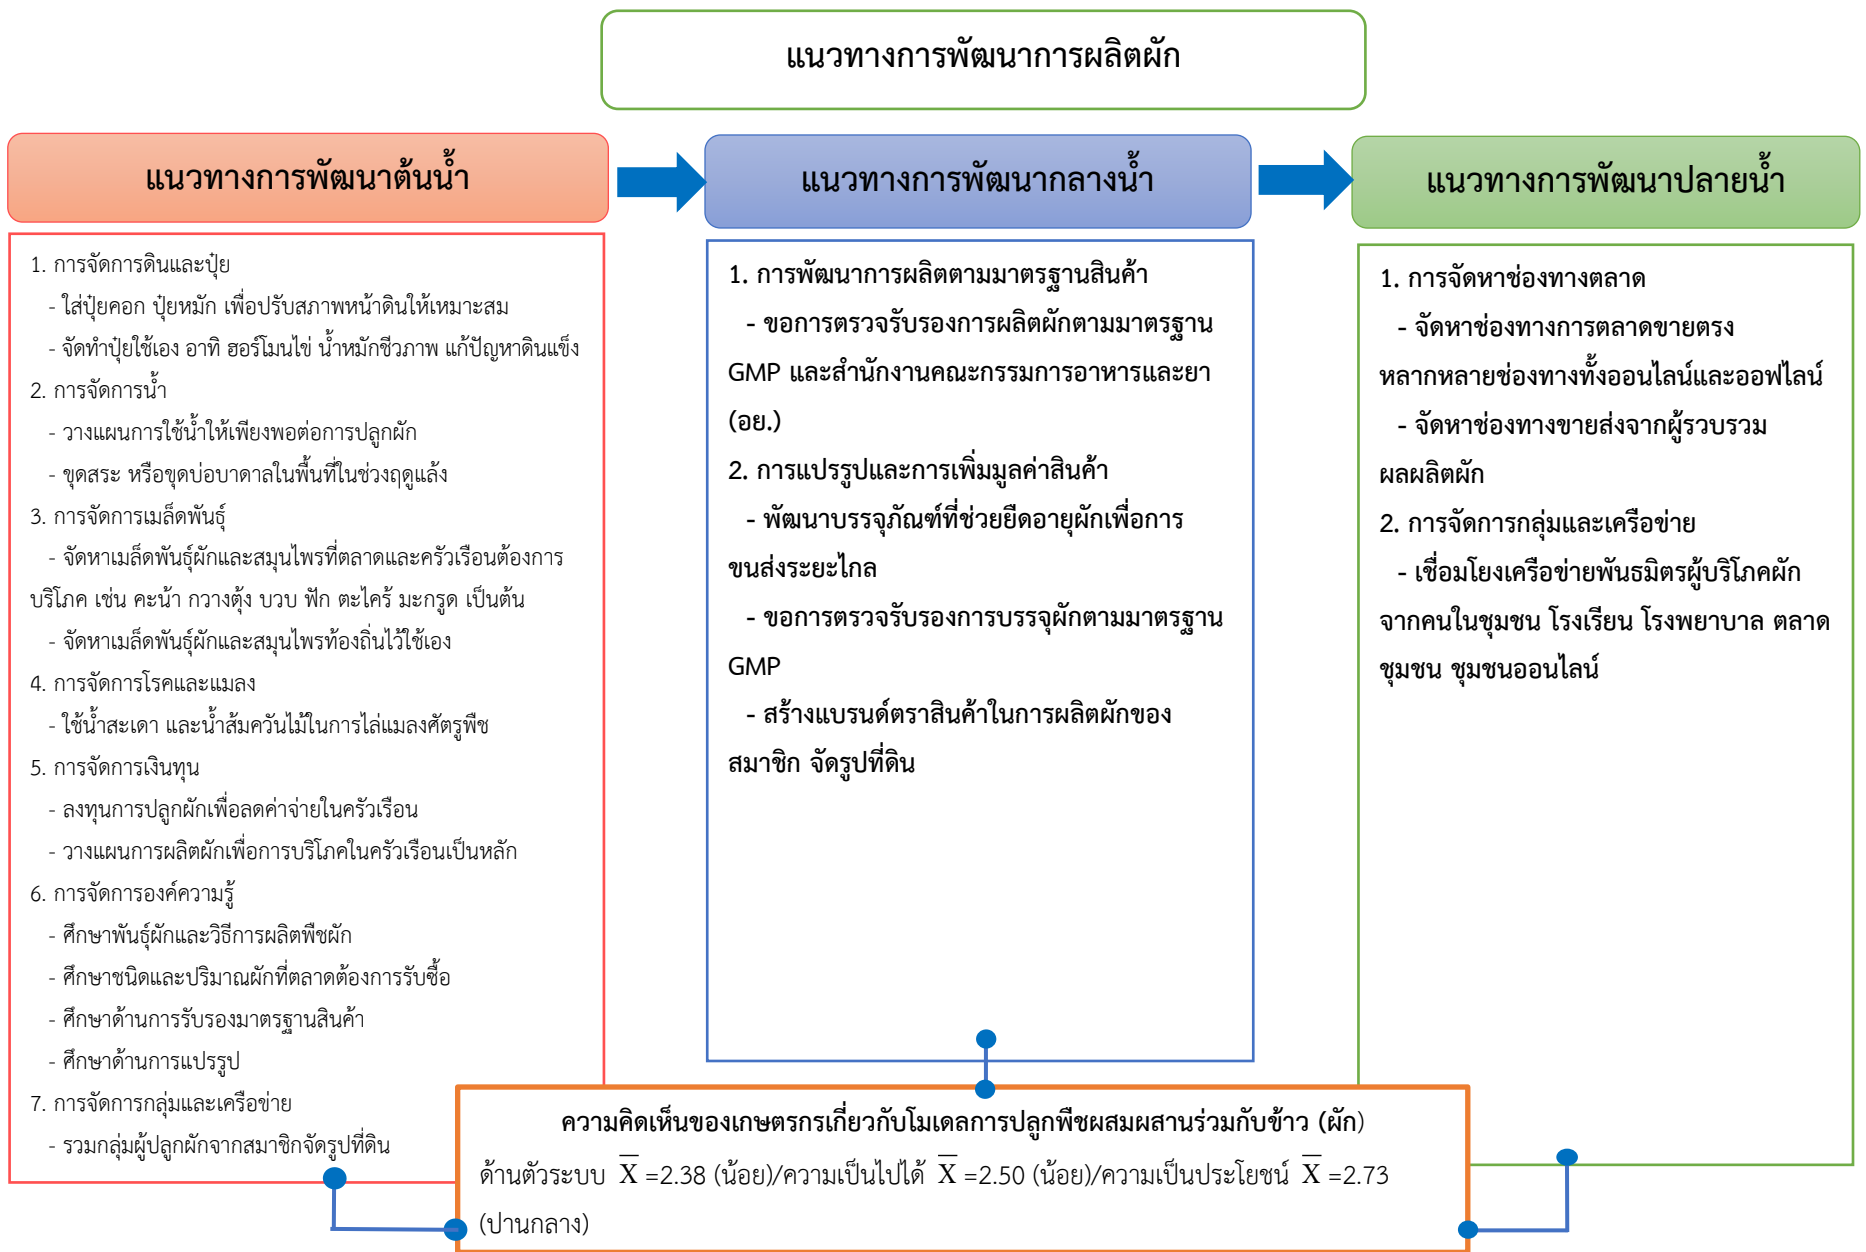 แนวทางการพัฒนาการผลิตผัก
แนวทางการพัฒนาต้นน้ำ
1. การจัดการดินและปุ๋ย
- ใส่ปุ๋ยคอก ปุ๋ยหมัก เพื่อปรับสภาพหน้าดินให้เหมาะสม
- จัดทำปุ๋ยใช้เอง อาทิ ฮอร์โมนไข่ น้ำหมักชีวภาพ แก้ปัญหาดินแข็ง
2. การจัดการน้ำ
- วางแผนการใช้น้ำให้เพียงพอต่อการปลูกผัก
- ขุดสระ หรือขุดบ่อบาดาลในพื้นที่ในช่วงฤดูแล้ง
3. การจัดการเมล็ดพันธุ์
- จัดหาเมล็ดพันธุ์ผักและสมุนไพรที่ตลาดและครัวเรือนต้องการ
บริโภค เช่น คะน้า กวางตุ้ง บวบ ฟัก ตะไคร้ มะกรูด เป็นต้น
- จัดหาเมล็ดพันธุ์ผักและสมุนไพรท้องถิ่นไว้ใช้เอง
4. การจัดการโรคและแมลง
- ใช้น้ำสะเดา และน้ำส้มควันไม้ในการไล่แมลงศัตรูพืช
5. การจัดการเงินทุน
- ลงทุนการปลูกผักเพื่อลดค่าจ่ายในครัวเรือน
- วางแผนการผลิตผักเพื่อการบริโภคในครัวเรือนเป็นหลัก
6. การจัดการองค์ความรู้
- ศึกษาพันธุ์ผักและวิธีการผลิตพืชผัก
- ศึกษาชนิดและปริมาณผักที่ตลาดต้องการรับซื้อ
- ศึกษาด้านการรับรองมาตรฐานสินค้า
- ศึกษาด้านการแปรรูป
7. การจัดการกลุ่มและเครือข่าย
- รวมกลุ่มผู้ปลูกผักจากสมาชิกจัดรูปที่ดิน
แนวทางการพัฒนากลางน้ำ
1. การพัฒนาการผลิตตามมาตรฐานสินค้า
- ขอการตรวจรับรองการผลิตผักตามมาตรฐาน
GMP และสำนักงานคณะกรรมการอาหารและยา
(อย.)
2. การแปรรูปและการเพิ่มมูลค่าสินค้า
- พัฒนาบรรจุภัณฑ์ที่ช่วยยืดอายุผักเพื่อการ
ขนส่งระยะไกล
- ขอการตรวจรับรองการบรรจุผักตามมาตรฐาน
GMP
- สร้างแบรนด์ตราสินค้าในการผลิตผักของ
สมาชิก จัดรูปที่ดิน
แนวทางการพัฒนาปลายน้ำ
1. การจัดหาช่องทางตลาด
- จัดหาช่องทางการตลาดขายตรง
หลากหลายช่องทางทั้งออนไลน์และออฟไลน์
- จัดหาช่องทางขายส่งจากผู้รวบรวม
ผลผลิตผัก
2. การจัดการกลุ่มและเครือข่าย
- เชื่อมโยงเครือข่ายพันธมิตรผู้บริโภคผัก
จากคนในชุมชน โรงเรียน โรงพยาบาล ตลาด
ชุมชน ชุมชนออนไลน์
ความคิดเห็นของเกษตรกรเกี่ยวกับโมเดลการปลูกพืชผสมผสานร่วมกับข้าว (ผัก)
ด้านตัวระบบ X̅ =2.38 (น้อย)/ความเป็นไปได้ X̅ =2.50 (น้อย)/ความเป็นประโยชน์ X̅ =2.73
(ปานกลาง)